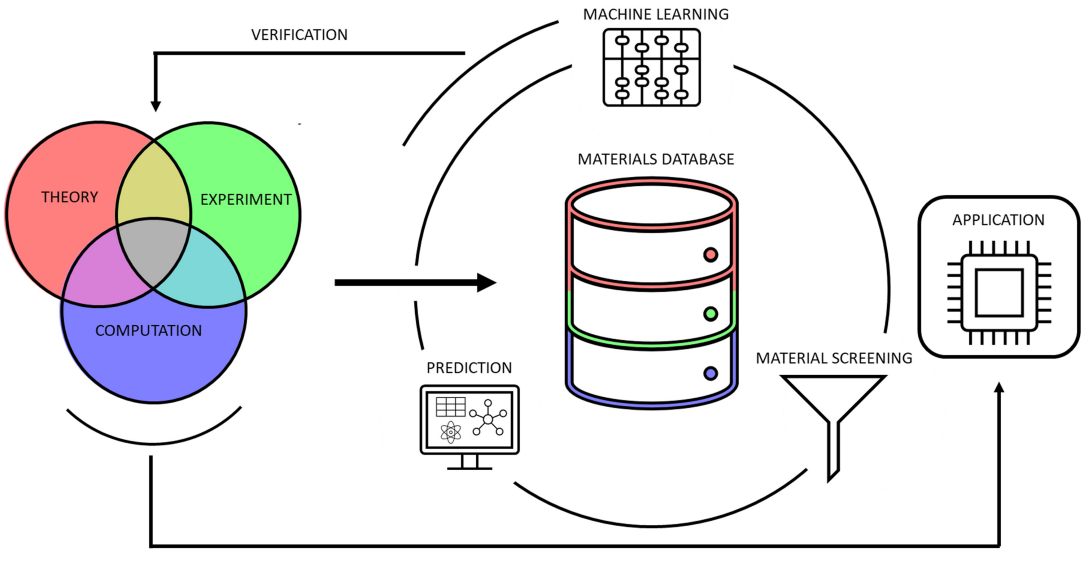 MACHINE LEARNING
VERIFICATION
MATERIALS DATABASE
THEORY
EXPERIMENT
APPLICATION
COMPUTATION
MATERIAL SCREENING
PREDICTION